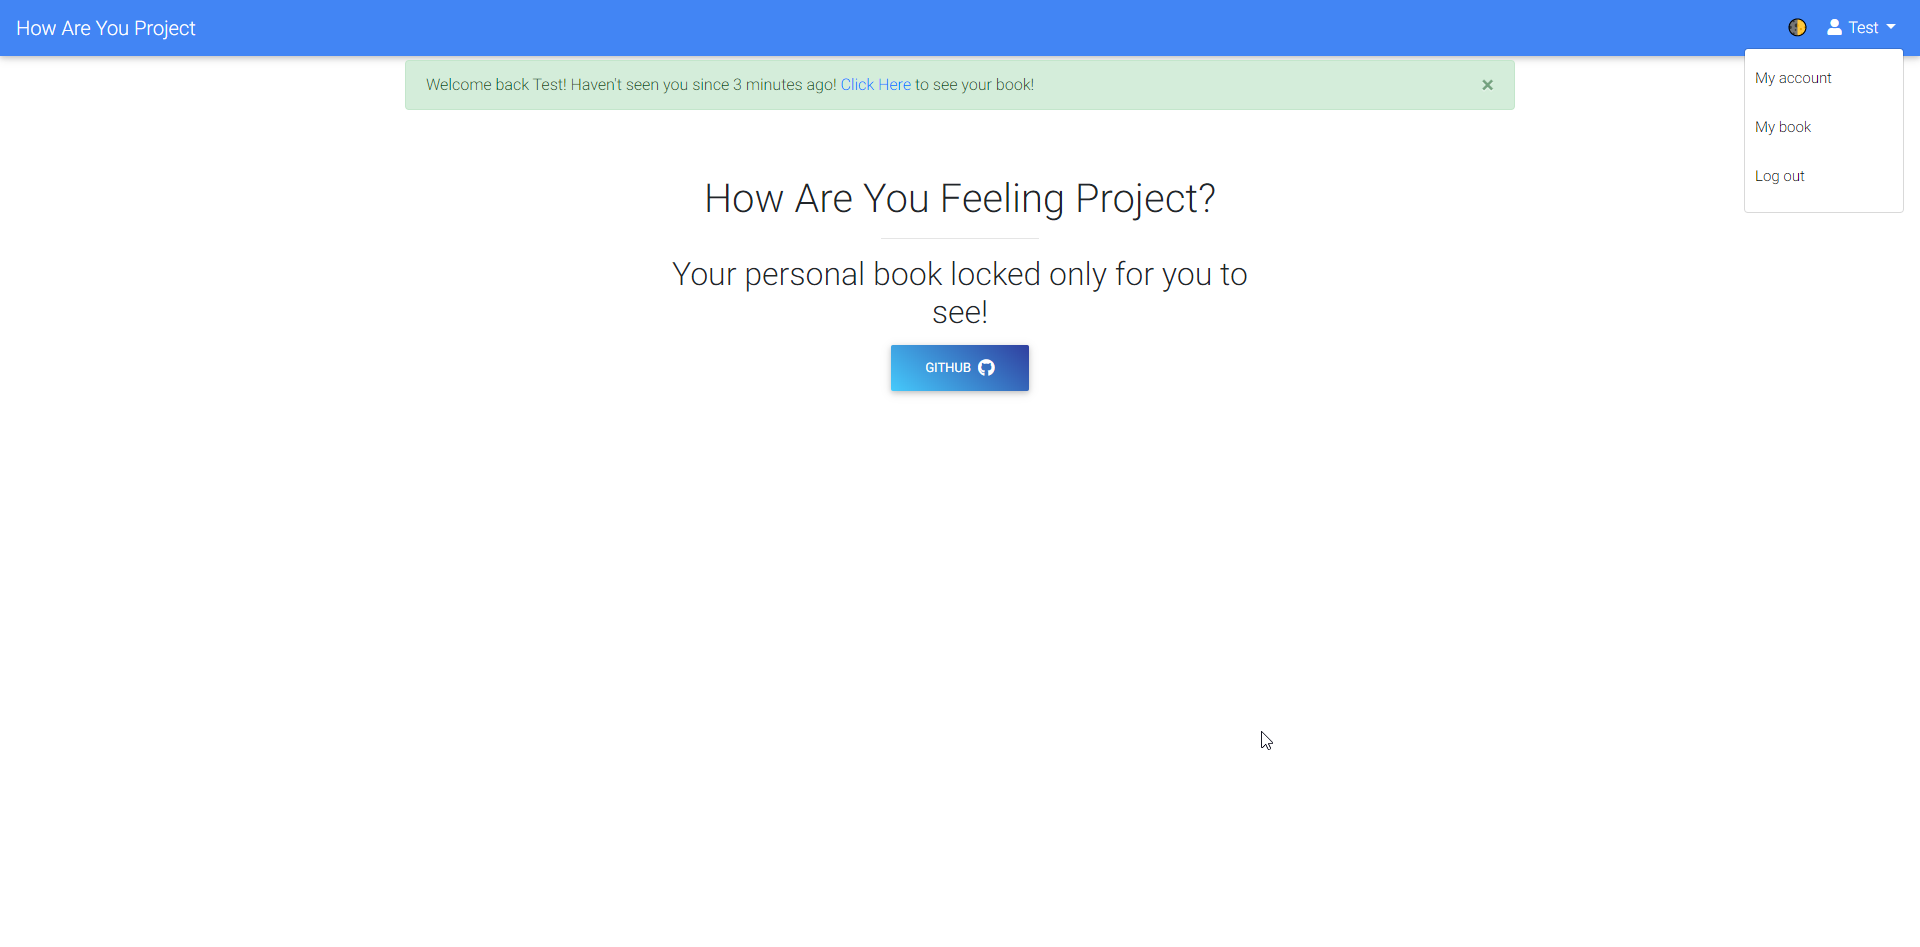 How Are You Project
Test
My account
My book
Log out
Welcome back Test! Haven't seen you since 3 minutes ago! Click Here to see your book!
How Are You Feeling Project?
Your personal book locked only for you to
see!
GITHUB